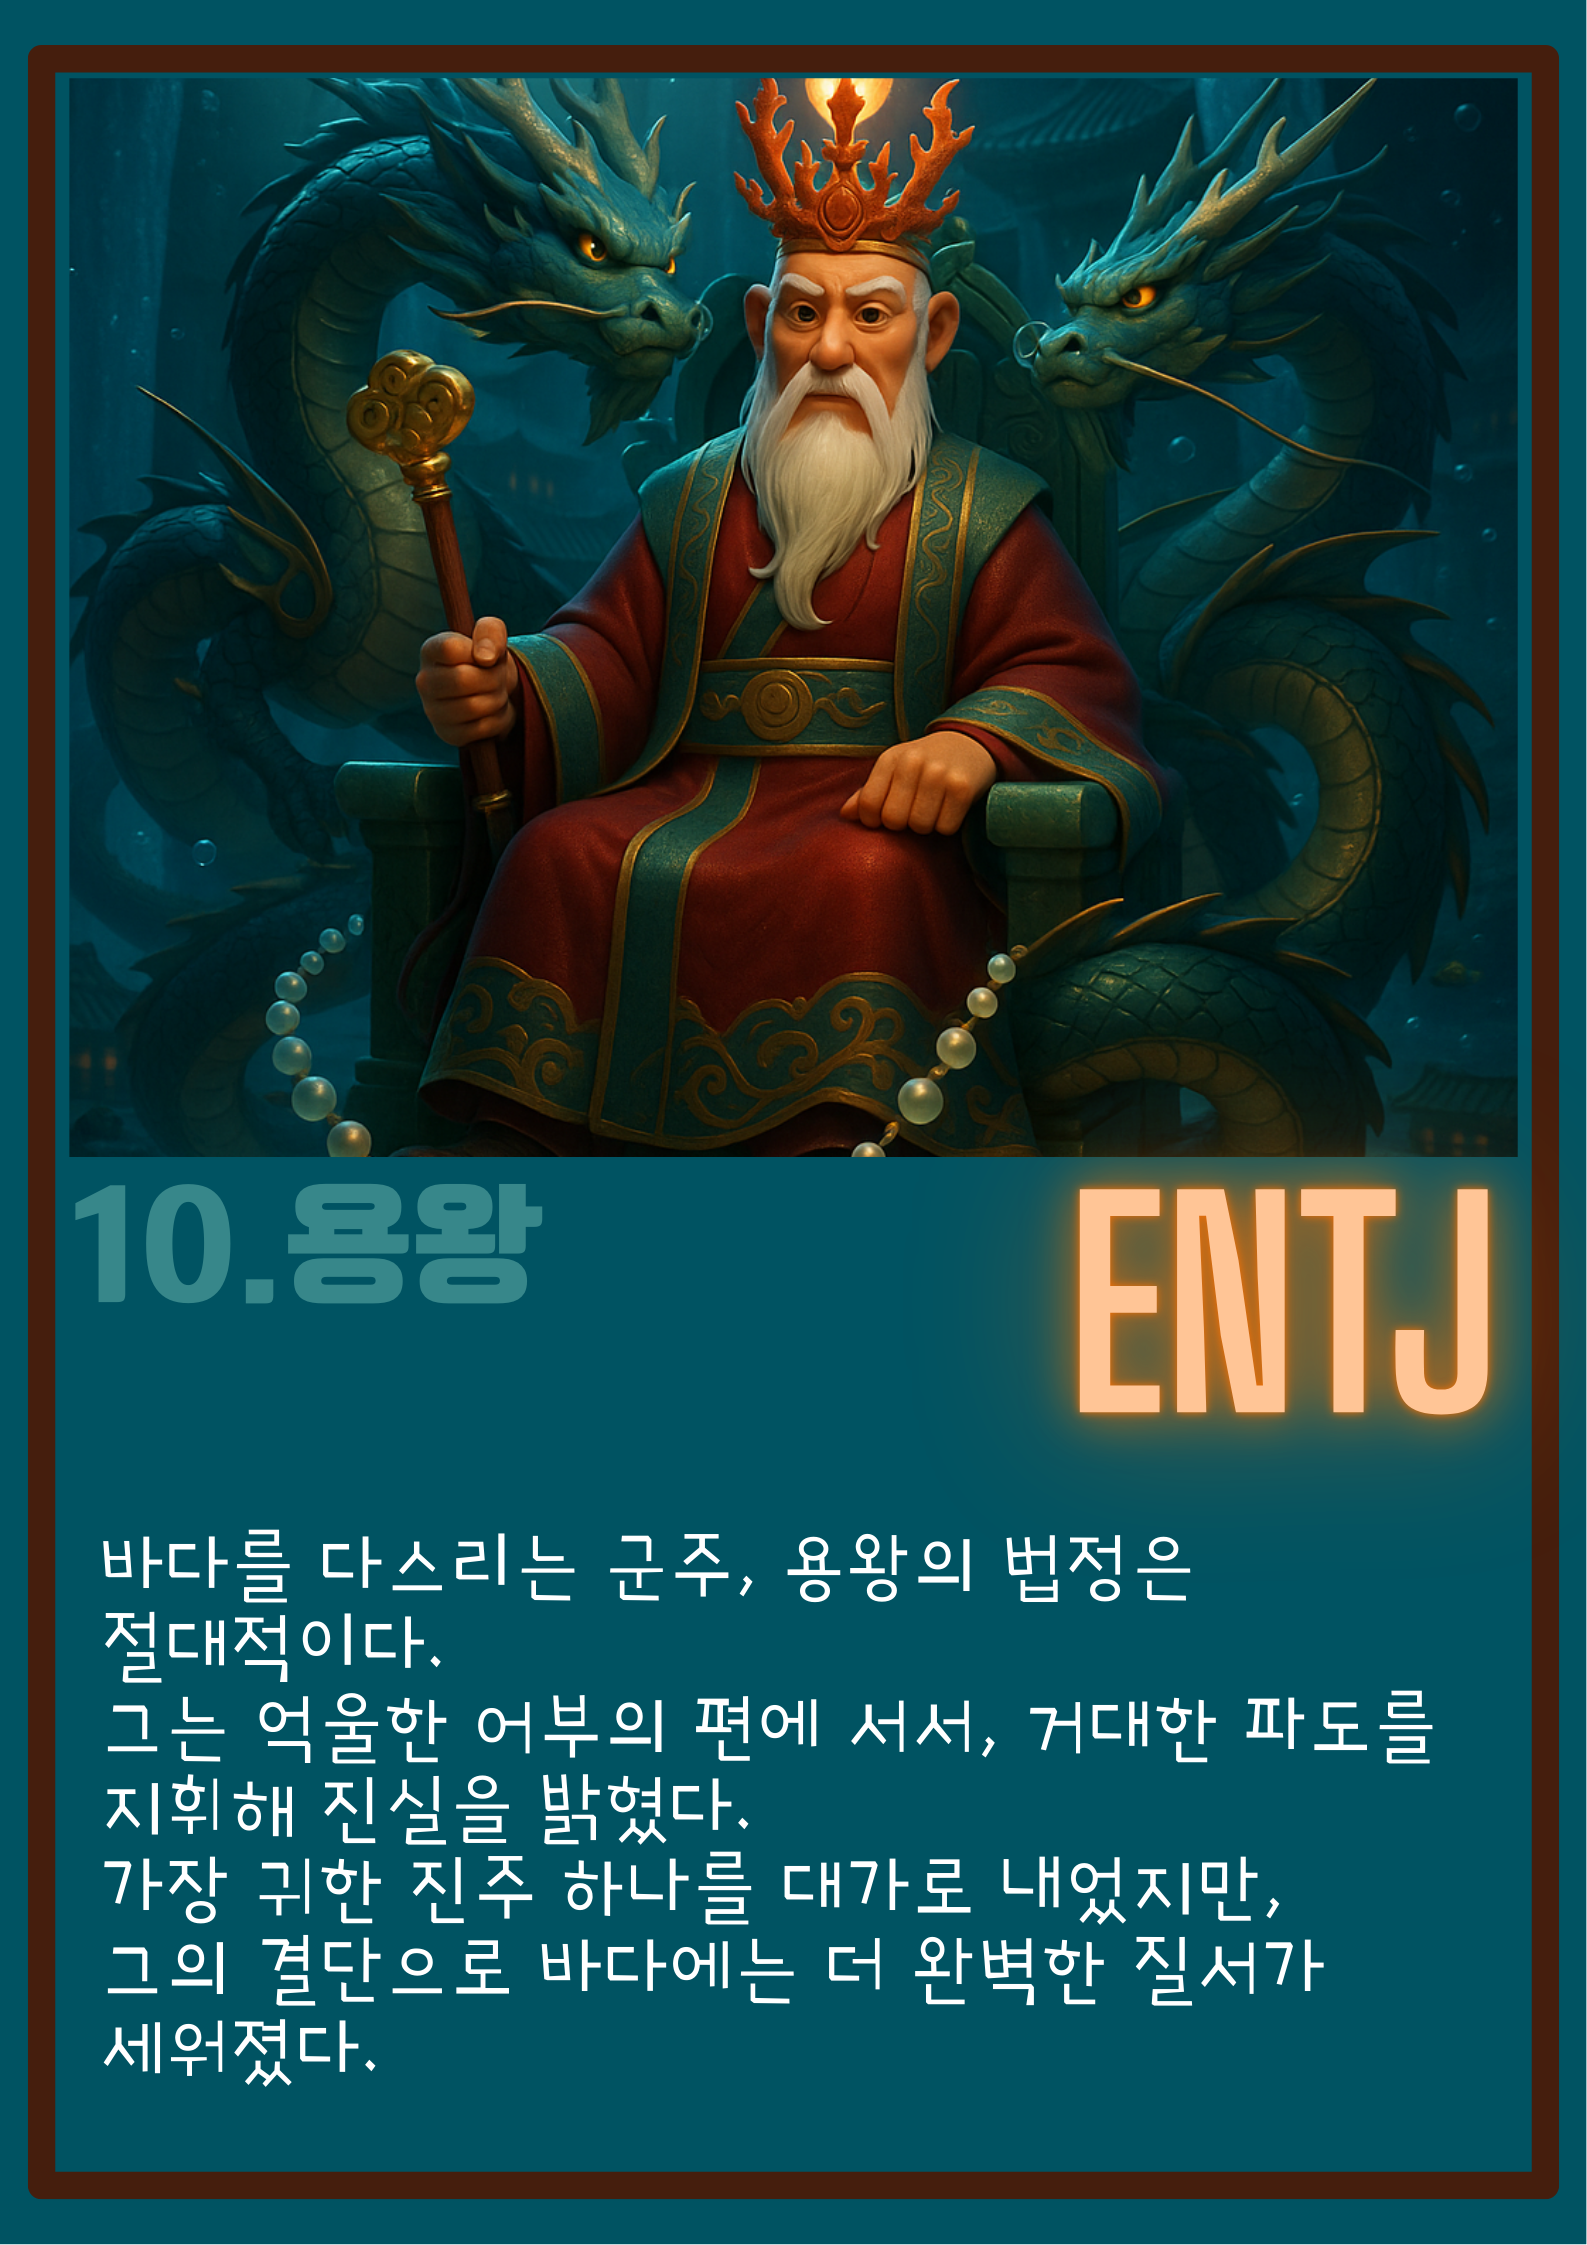 10.용왕
ENTJ
바다를 다스리는 군주, 용왕의 법정은
절대적이다.
그는 억울한 어부의 편에 서서, 거대한 파도를
지휘해 진실을 밝혔다.
가장 귀한 진주 하나를 대가로 내었지만,
그의 결단으로 바다에는 더 완벽한 질서가
세워졌다.